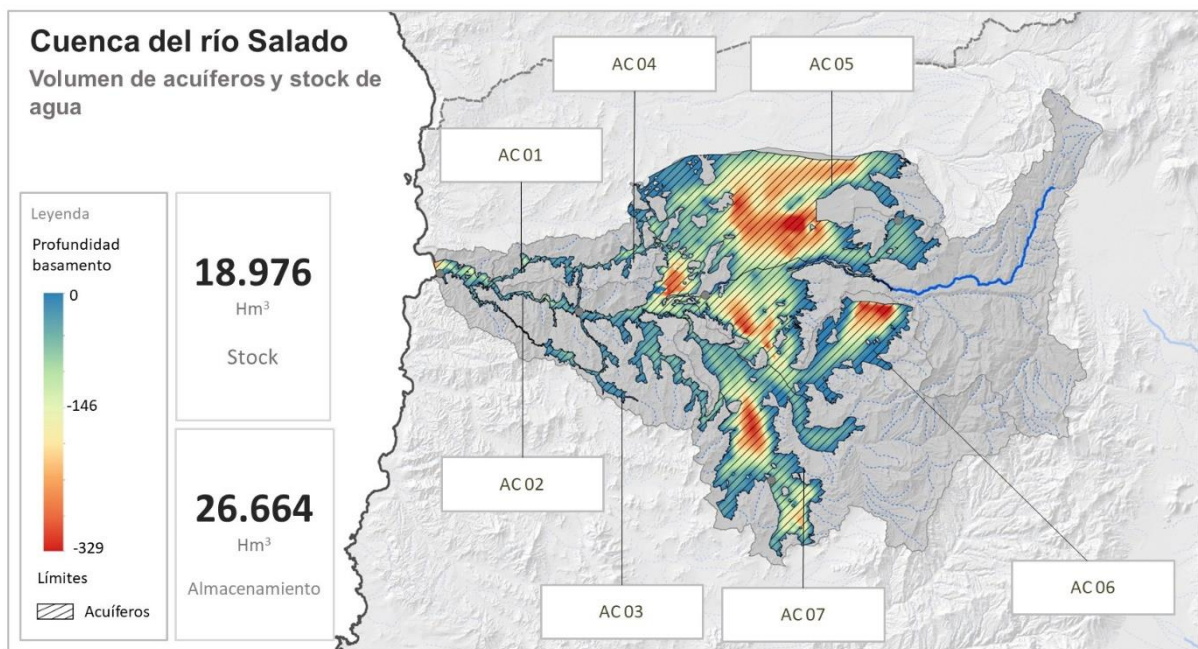 Cuenca del río Salado
Volumen de acuíferos y stock de
agua
Leyenda
Profundidad
basamento
0
-146
-329
Límites
Acuíferos
18.976
Hm³
Stock
26.664
Hm³
Almacenamiento
AC 04
AC 05
AC 01
AC 02
AC 03
AC 07
AC 06